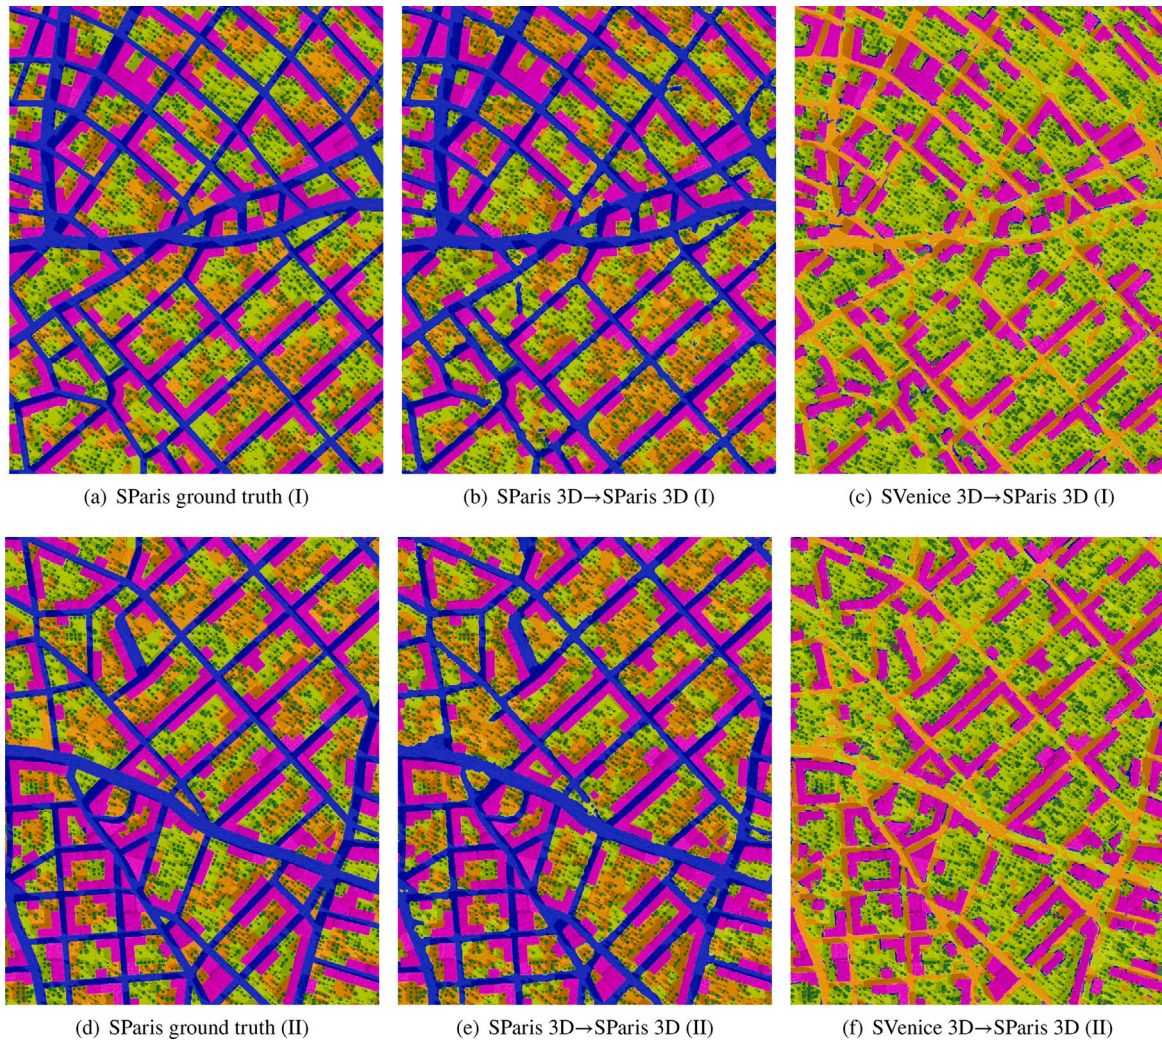 (a) SParis ground truth (I)
(b) SParis 3D→SParis 3D (I)
(c) SVenice 3D→SParis 3D (I)
(d) SParis ground truth (II)
(e) SParis 3D→SParis 3D (II)
(f) SVenice 3D→SParis 3D (II)